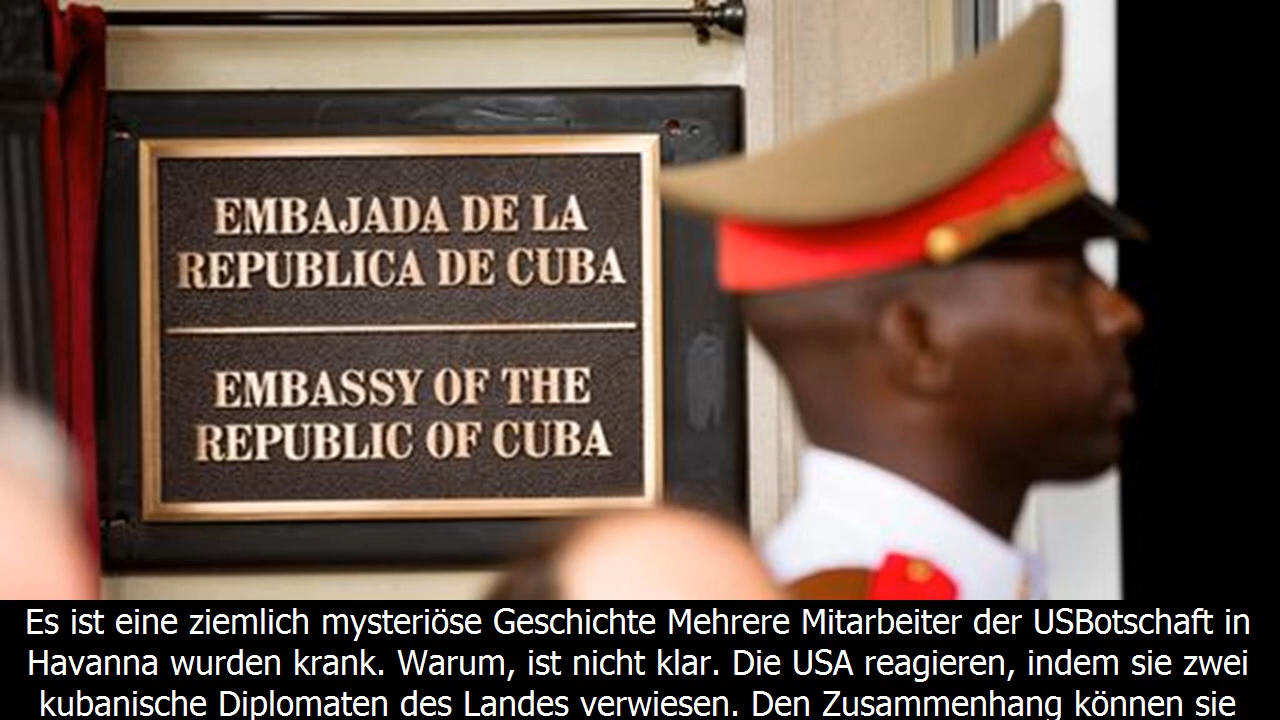 EMBAJADA DE LA
REPUBLICA DE CUBA
EMBASSY OF THE
REPUBLIC OF CUBA
Es ist eine ziemlich mysteriöse Geschichte Mehrere Mitarbeiter der USBotschaft in
Havanna wurden krank. Warum, ist nicht klar. Die USA reagieren, indem sie zwei
kubanische Diplomaten des Landes verwiesen. Den Zusammenhang können sie